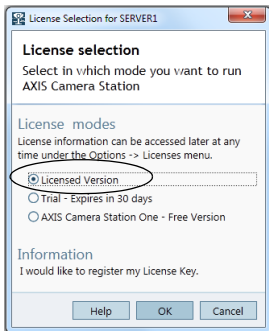 License Selection for SERVER1
License selection
Select in which mode you want to run
AXIS Camera Station
License modes
License information can be accessed later at any
time under the Options -> Licenses menu.
Licensed Version
Trial - Expires in 30 days
AXIS Camera Station One - Free Version
Information
I would like to register my License Key.
Help
OK
Cancel